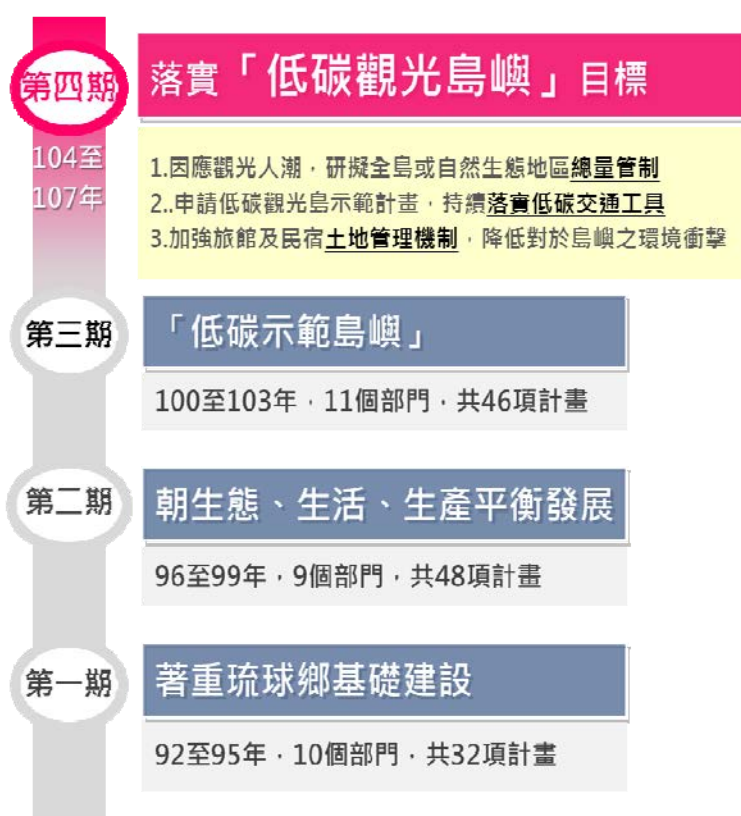 第四期
落實「低碳觀光島嶼」目標
104至
107年
1.因應觀光人潮，研擬全島或自然生態地區總量管制
2..申請低碳觀光島示範計畫，持續落實低碳交通工具
3.加強旅館及民宿土地管理機制，降低對於島嶼之環境衝擊
第三期
「低碳示範島嶼」
100至103年，11個部門，共46項計畫
第二期
朝生態、生活、生產平衡發展
96至99年，9個部門，共48項計畫
第一期
著重琉球鄉基礎建設
92至95年，10個部門，共32項計畫